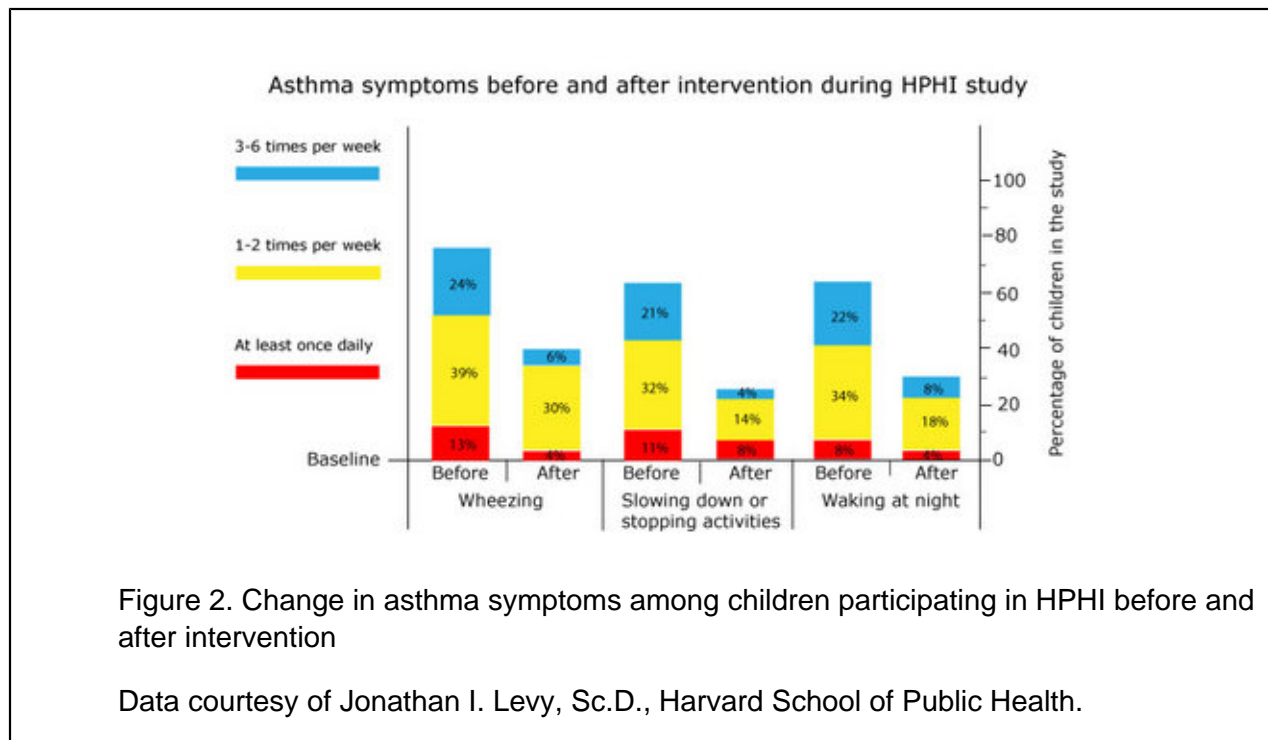 Asthma symptoms before and after intervention during HPHI study
3-6 times per week
1-2 times per week
At least once daily
Baseline
24%
39%
13%
6%
30%
4%
21%
32%
11%
4%
14%
8%
22%
34%
8%
8%
18%
4%
100
80
60
40
20
0
Percentage of children in the study
Before
After
Before
After
Before
After
Wheezing
Slowing down or
stopping activities
Waking at night
Figure 2. Change in asthma symptoms among children participating in HPHI before and
after intervention
Data courtesy of Jonathan I. Levy, Sc.D., Harvard School of Public Health.